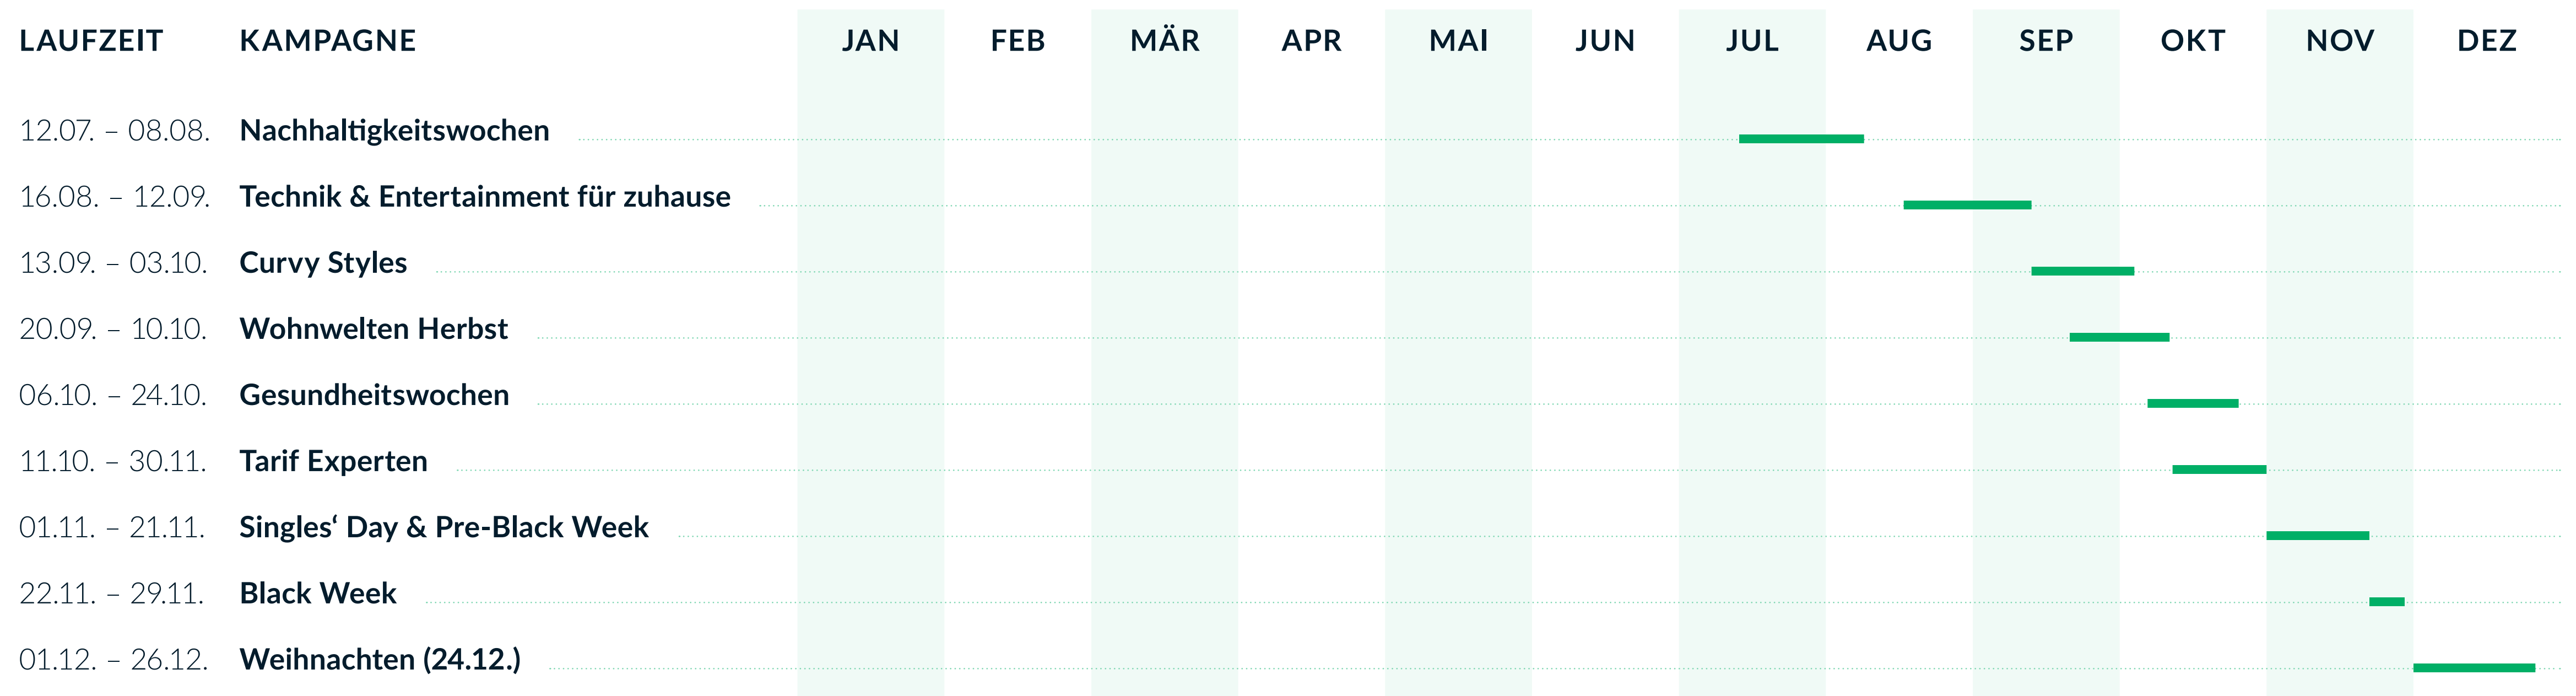 LAUFZEIT KAMPAGNE JAN FEB MÄR APR MAI JUN JUL AUG SEP OKT NOV DEZ
12.07. – 08.08. Nachhaltigkeitswochen
16.08. – 12.09. Technik & Entertainment für zuhause
13.09. – 03.10. Curvy Styles
20.09. – 10.10. Wohnwelten Herbst
06.10. – 24.10. Gesundheitswochen
11.10. – 30.11. Tarif Experten
01.11. – 21.11. Singles‘ Day & Pre-Black Week
22.11. – 29.11. Black Week
01.12. – 26.12. Weihnachten (24.12.)